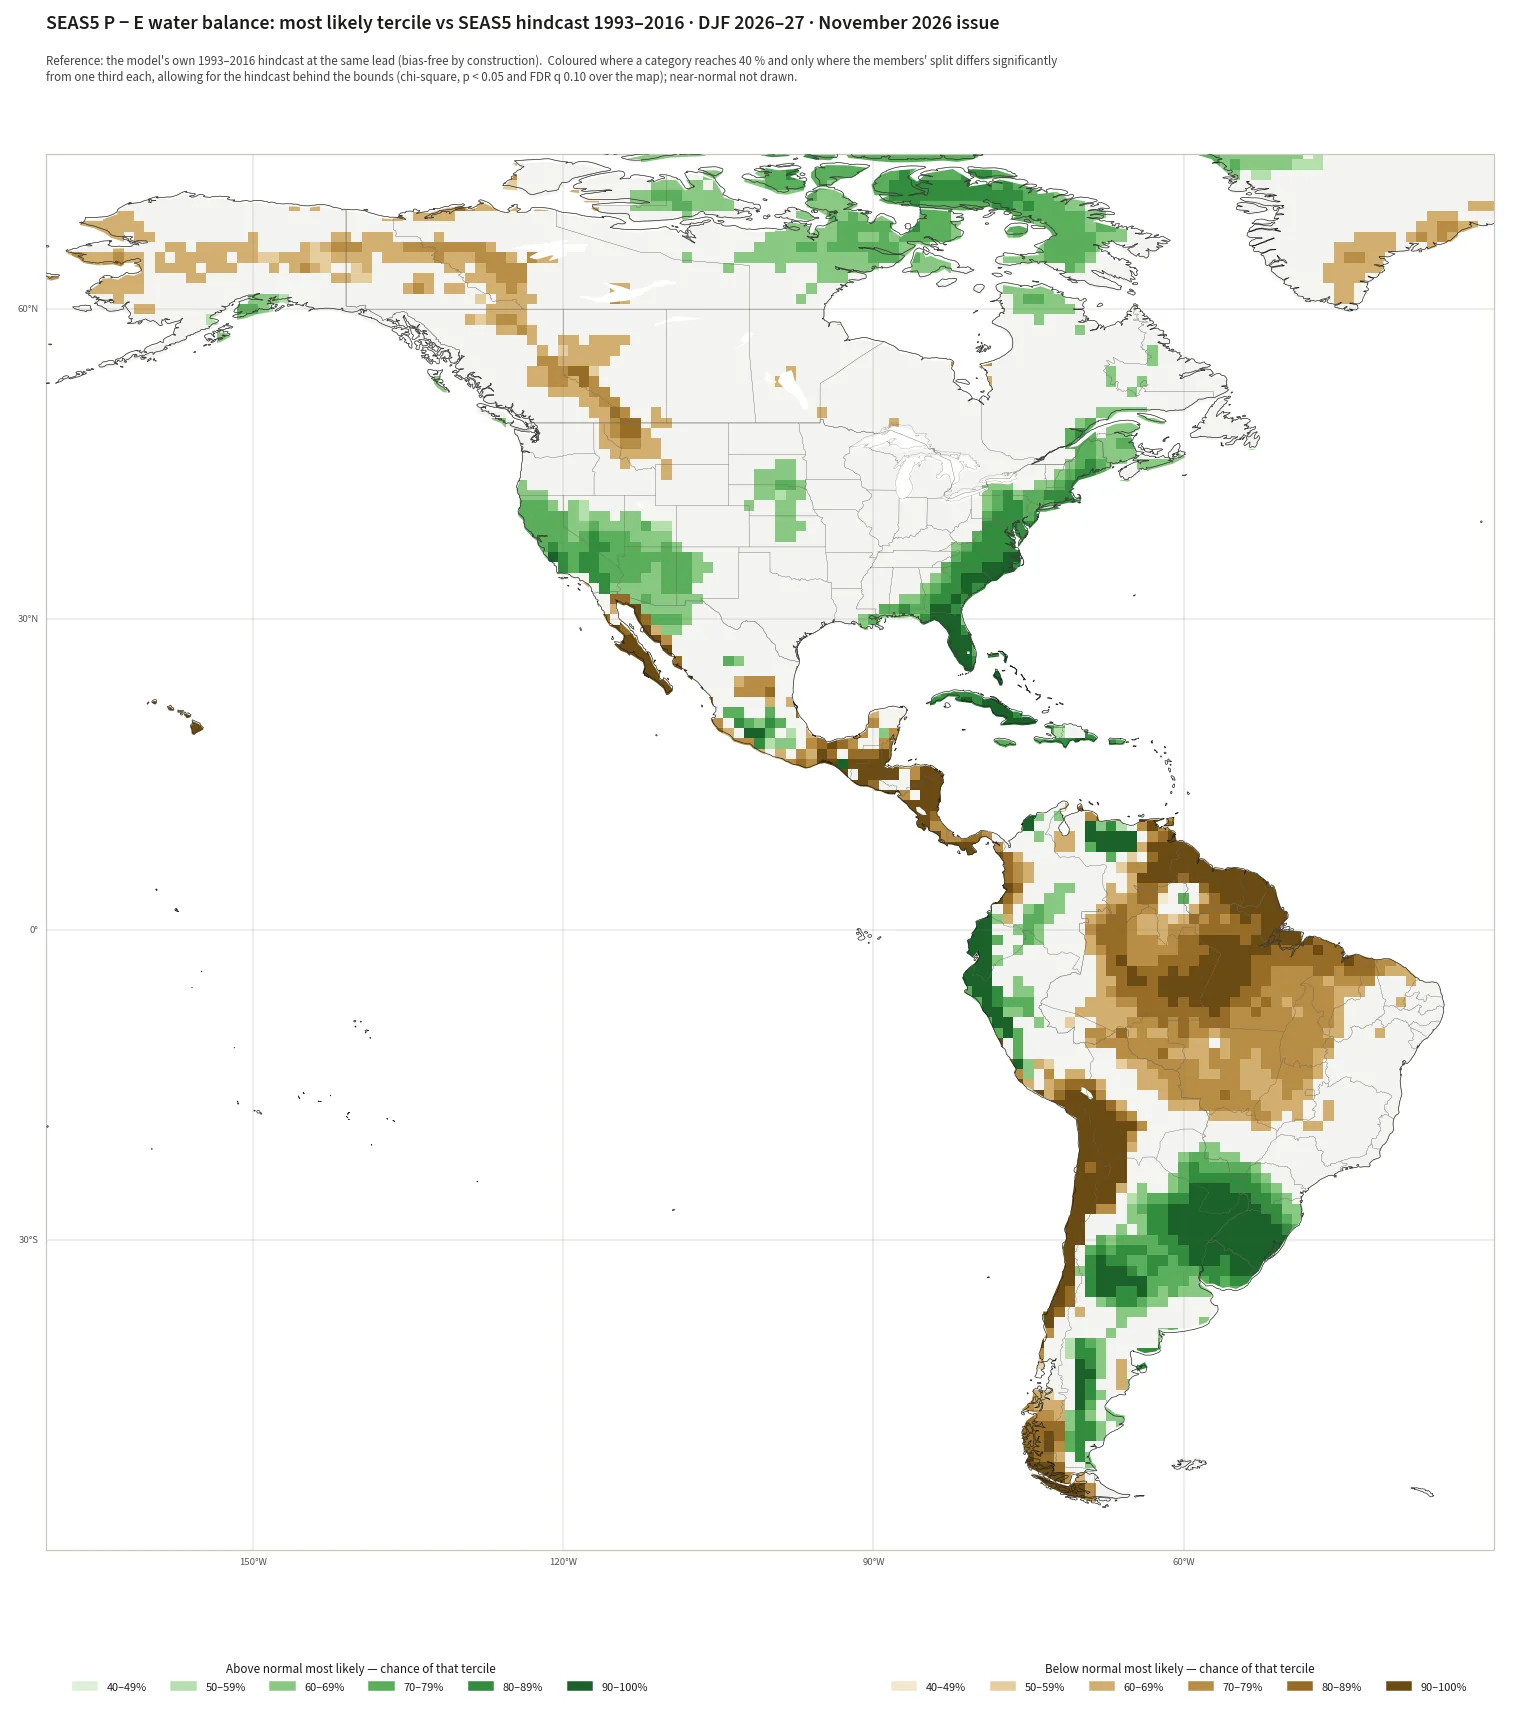 SEAS5 P − E water balance: most likely tercile vs SEAS5 hindcast 1993–2016 · DJF 2026–27 · November 2026 issue
Reference: the model's own 1993–2016 hindcast at the same lead (bias-free by construction).  Coloured where a category reaches 40 % and only where the members' split differs significantly
from one third each, allowing for the hindcast behind the bounds (chi-square, p < 0.05 and FDR q 0.10 over the map); near-normal not drawn.
60°N
30°N
0°
30°S
150°W 120°W 90°W 60°W
Above normal most likely — chance of that tercile
40–49% 50–59% 60–69% 70–79% 80–89% 90–100%
Below normal most likely — chance of that tercile
40–49% 50–59% 60–69% 70–79% 80–89% 90–100%